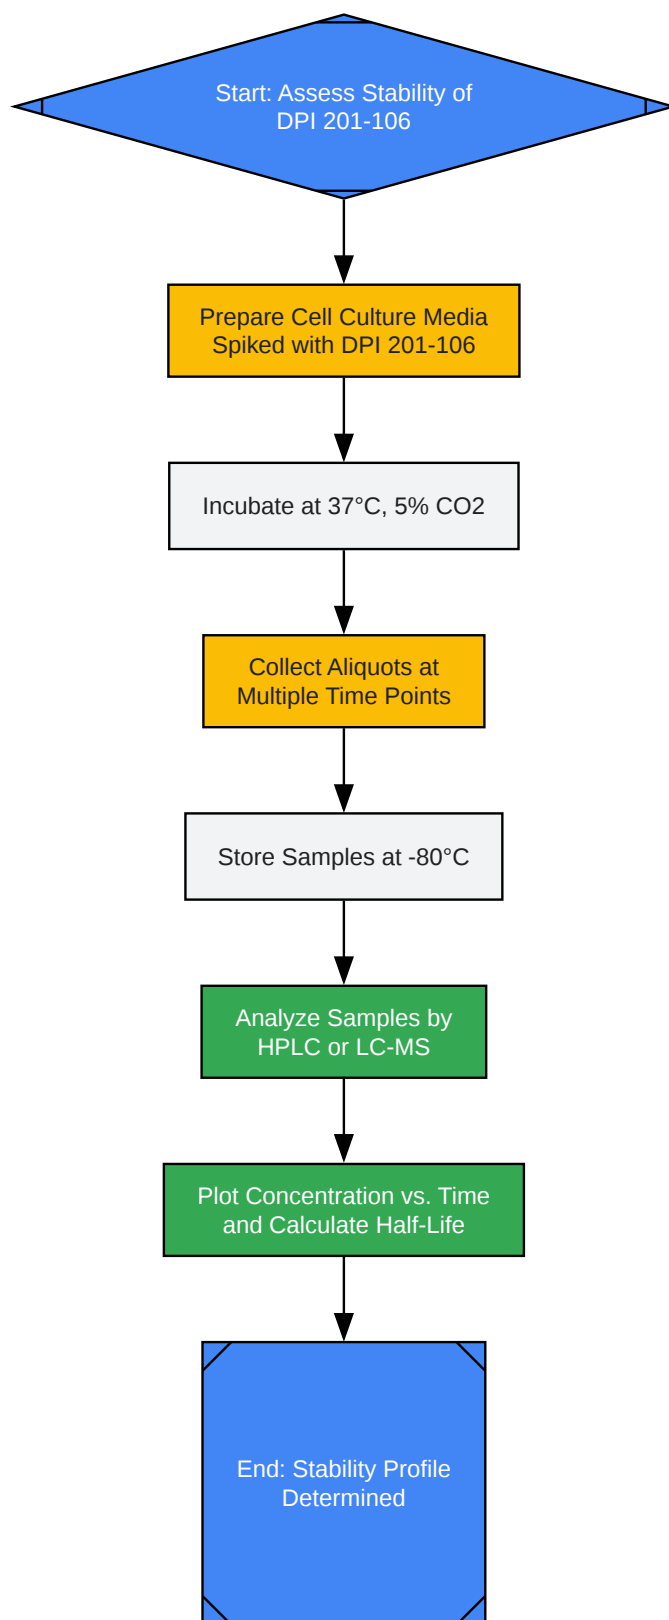 Start: Assess Stability of
DPI 201-106
Prepare Cell Culture Media
Spiked with DPI 201-106
Incubate at 37°C, 5% CO2
Collect Aliquots at
Multiple Time Points
Store Samples at -80°C
Analyze Samples by
HPLC or LC-MS
Plot Concentration vs. Time
and Calculate Half-Life
End: Stability Profile
Determined